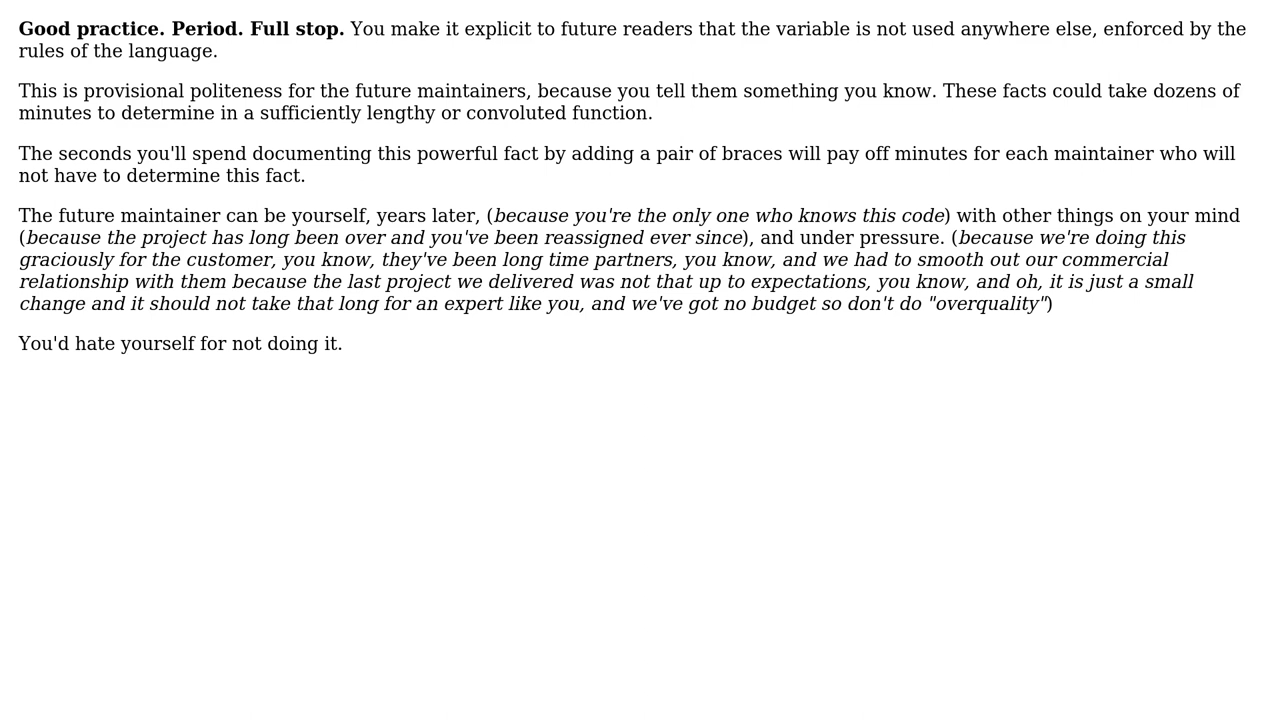 Good practice. Period. Full stop. You make it explicit to future readers that the variable is not used anywhere else, enforced by the
rules of the language.
This is provisional politeness for the future maintainers, because you tell them something you know. These facts could take dozens of
minutes to determine in a sufficiently lengthy or convoluted function.
The seconds you'll spend documenting this powerful fact by adding a pair of braces will pay off minutes for each maintainer who will
not have to determine this fact.
The future maintainer can be yourself, years later, (because you're the only one who knows this code) with other things on your mind
(because the project has long been over and you've been reassigned ever since), and under pressure. (because we're doing this
graciously for the customer, you know, they've been long time partners, you know, and we had to smooth out our commercial
relationship with them because the last project we delivered was not that up to expectations, you know, and oh, it is just a small
change and it should not take that long for an expert like you, and we've got no budget so don't do "overquality")
You'd hate yourself for not doing it.